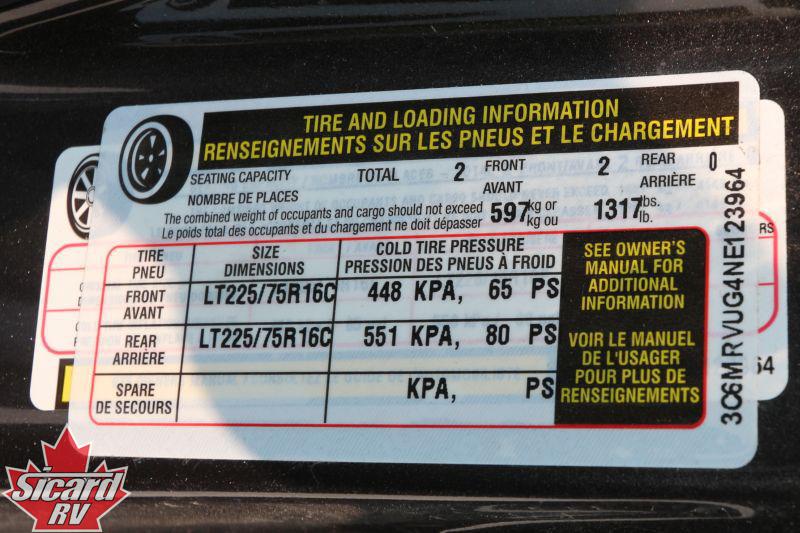 TIRE AND LOADING INFORMATION
RENSEIGNEMENTS SUR LES PNEUS ET LE CHARGEMENT
SEATING CAPACITY
NOMBRE DE PLACES
TOTAL 2
FRONT
AVANT
2
REAR
ARRIÈRE
0
The combined weight of occupants and cargo should not exceed
Le poids total des occupants et du chargement ne doit dépasser
597
kg or
kg ou
1317
lbs.
lb.
TIRE
PNEU
SIZE
DIMENSIONS
COLD TIRE PRESSURE
PRESSION DES PNEUS À FROID
FRONT
AVANT
LT225/75R16C
448 KPA, 65 PS
REAR
ARRIÈRE
LT225/75R16C
551 KPA, 80 PS
SPARE
DE SECOURS
KPA, PS
SEE OWNER'S
MANUAL FOR
ADDITIONAL
INFORMATION
VOIR LE MANUEL
DE L'USAGER
POUR PLUS DE
RENSEIGNEMENTS
3C6MRVUG4NE123964
RS
64
Sicard
RV